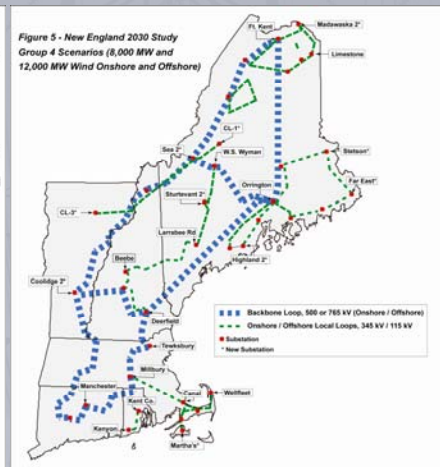 Figure 5 - New England 2030 Study
Group 4 Scenarios (8,000 MW and
12,000 MW Wind Onshore and Offshore)
Ft. Kent
Madawaska 2*
Limestone
CL-1*
Sea 2*
W.S. Wyman
Stetson*
Orrington
Far East*
Sturtevant 2*
CL-3*
Larrabee Rd
Highland 2*
Beebe
Coolidge 2*
Deerfield
Backbone Loop, 500 or 765 kV (Onshore / Offshore)
Onshore / Offshore Local Loops, 345 kV / 115 kV
Substation
* New Substation
Tewksbury
Millbury
Manchester
Canal
Wellfleet
Kent Co.
Kenyon
Martha's*